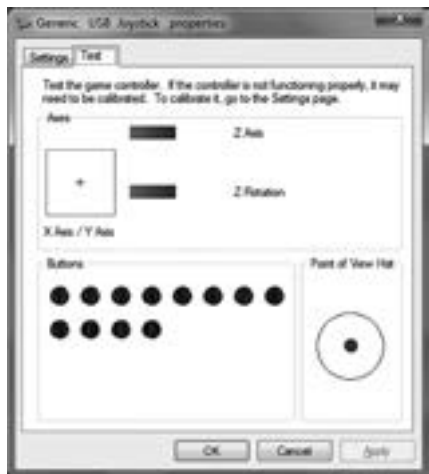 Generic USB Joystick properties
Settings Test
Test the game controller. If the controller is not functioning properly, it may
need to be calibrated. To calibrate it, go to the Settings page.
Axes
Z Axis
Z Rotation
X Axis / Y Axis
Buttons
Point of View Hat
OK Cancel Apply